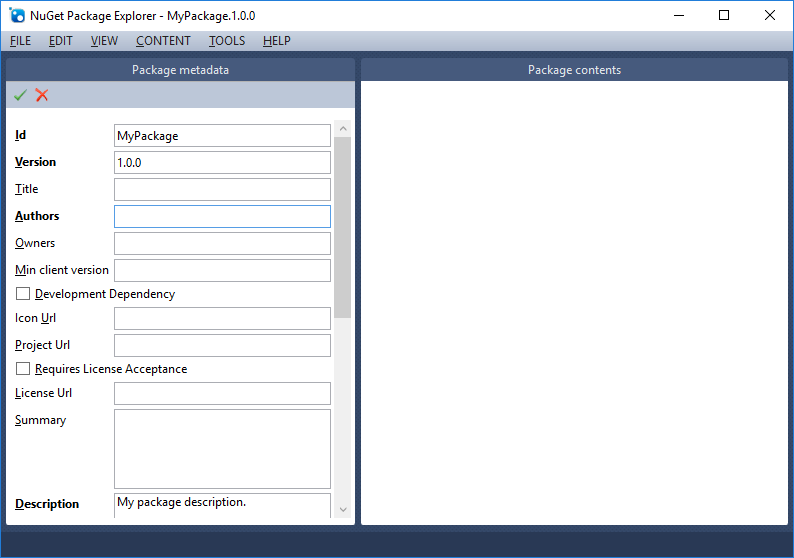 NuGet Package Explorer - MyPackage.1.0.0
FILE EDIT VIEW CONTENT TOOLS HELP
Package metadata
Package contents
Id MyPackage
Version 1.0.0
Title
Authors
Owners
Min client version
Development Dependency
Icon Url
Project Url
Requires License Acceptance
License Url
Summary
Description My package description.